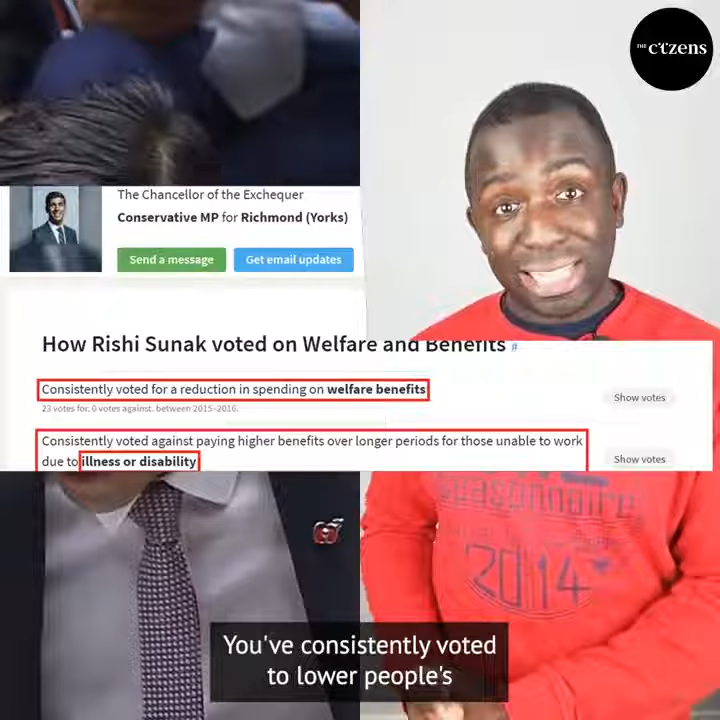 THE cıtzens
The Chancellor of the Exchequer
Conservative MP for Richmond (Yorks)
Send a message
Get email updates
How Rishi Sunak voted on Welfare and Benefits #
Consistently voted for a reduction in spending on welfare benefits
Show votes
23 votes for, 0 votes against, between 2015–2016.
Consistently voted against paying higher benefits over longer periods for those unable to work
due to illness or disability
Show votes
2014
You've consistently voted
to lower people's